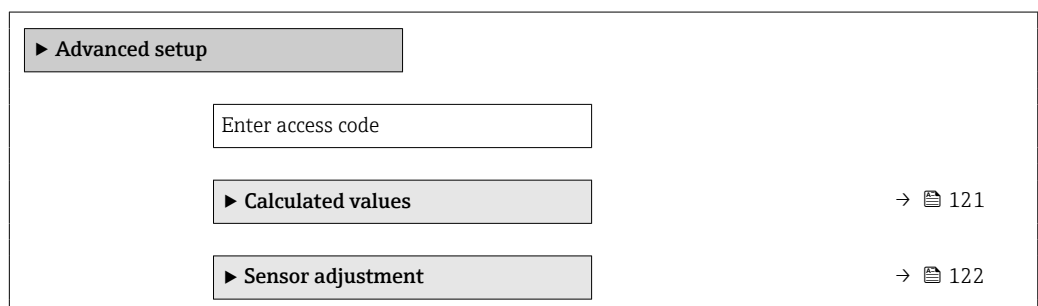 ▶ Advanced setup
Enter access code
▶ Calculated values → 121
▶ Sensor adjustment → 122